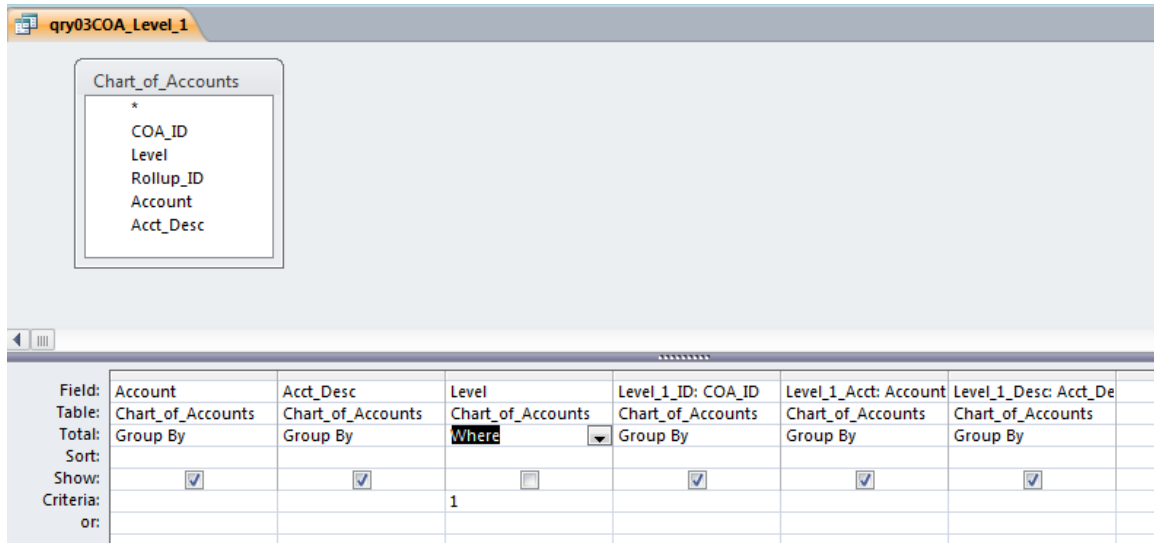 qry03COA_Level_1
Chart_of_Accounts
*
COA_ID
Level
Rollup_ID
Account
Acct_Desc
Field: Account Acct_Desc Level Level_1_ID: COA_ID Level_1_Acct: Account Level_1_Desc: Acct_De
Table: Chart_of_Accounts Chart_of_Accounts Chart_of_Accounts Chart_of_Accounts Chart_of_Accounts Chart_of_Accounts
Total: Group By Group By Where Group By Group By Group By
Sort:
Show:
Criteria: 1
or: